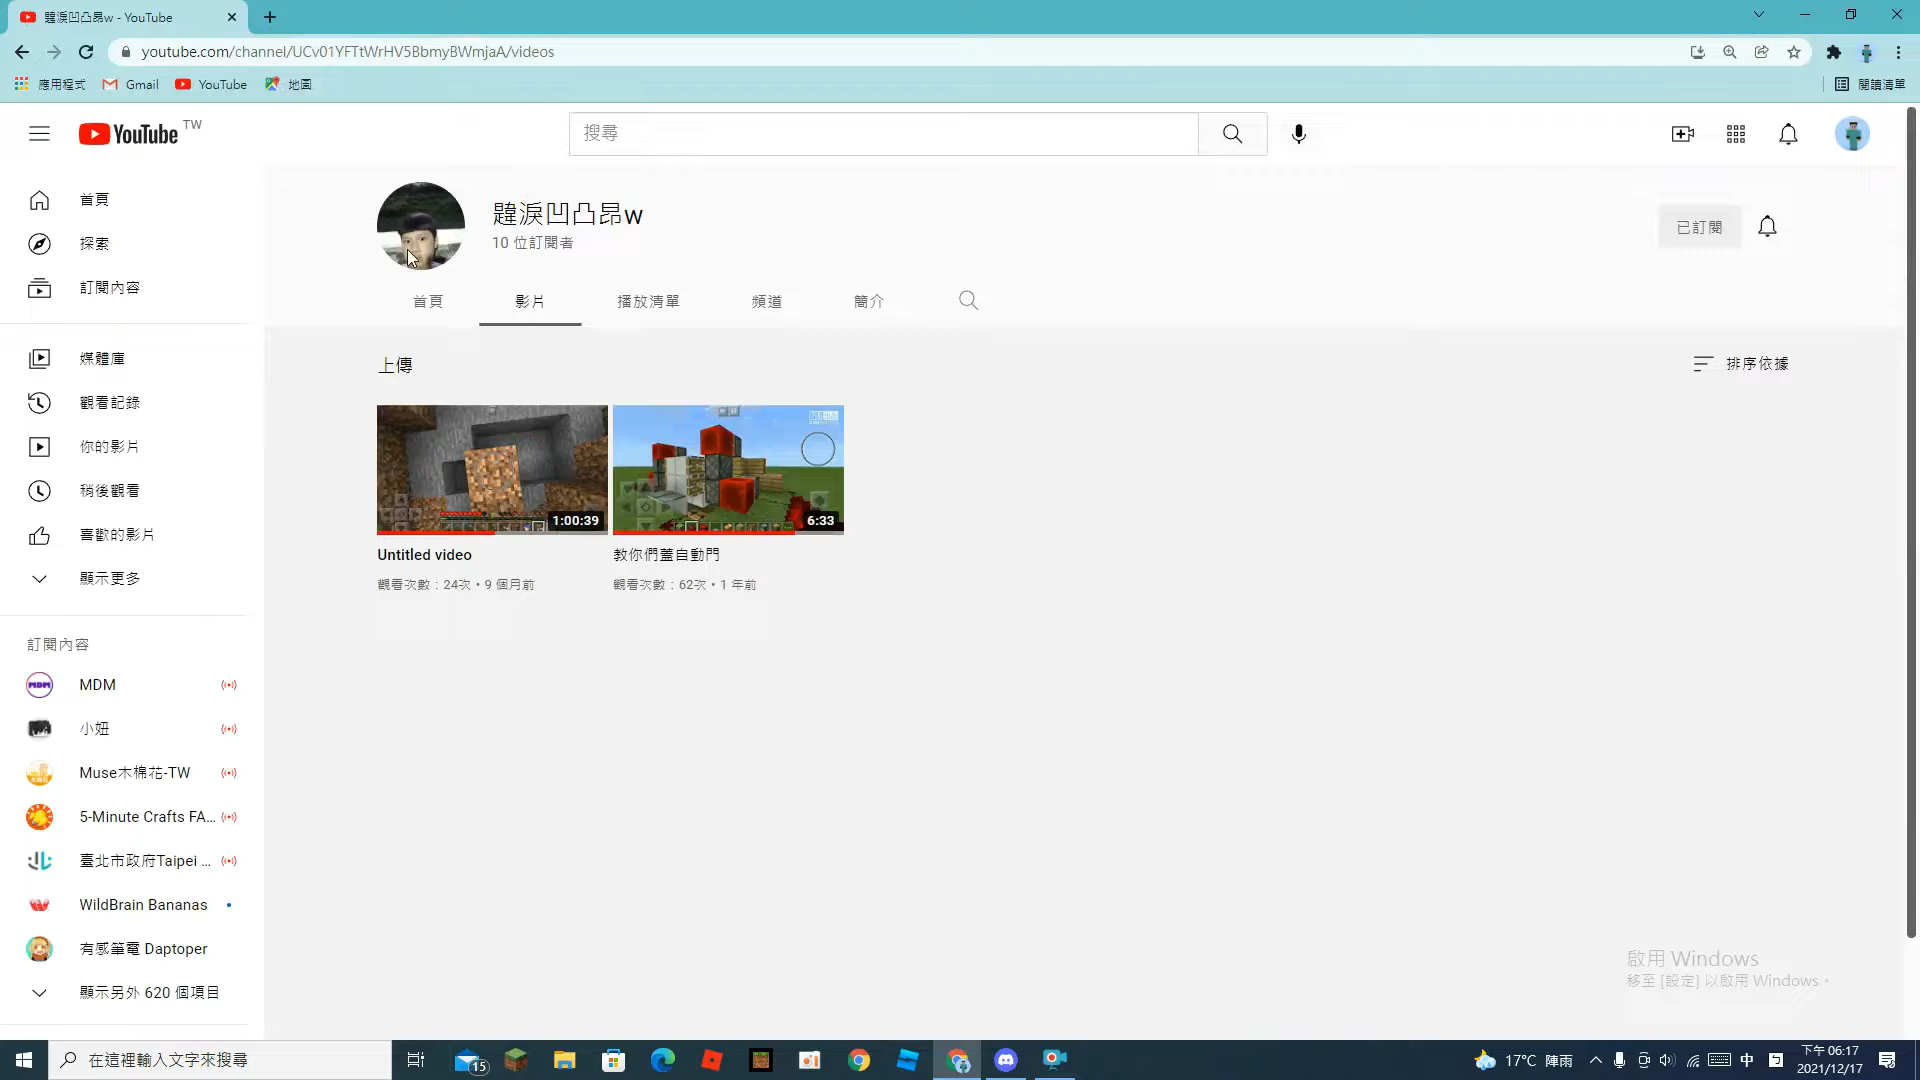 韙淚凹凸昂w - YouTube
youtube.com/channel/UCv01YFTtWrHV5BbmyBWmjaA/videos
應用程式 Gmail YouTube 地圖 閱讀清單
YouTube TW
搜尋
首頁
探索
訂閱內容
媒體庫
觀看記錄
你的影片
稍後觀看
喜歡的影片
顯示更多
訂閱內容
MDM
小妞
Muse木棉花-TW
5-Minute Crafts FA...
臺北市政府Taipei ...
WildBrain Bananas
有感筆電 Daptoper
顯示另外 620 個項目
韙淚凹凸昂w
10 位訂閱者
已訂閱
首頁 影片 播放清單 頻道 簡介
上傳 排序依據
1:00:39
6:33
Untitled video
觀看次數：24次 • 9 個月前
教你們蓋自動門
觀看次數：62次 • 1 年前
啟用 Windows
移至 [設定] 以啟用 Windows。
在這裡輸入文字來搜尋
15
17°C 陣雨
中
下午 06:17
2021/12/17